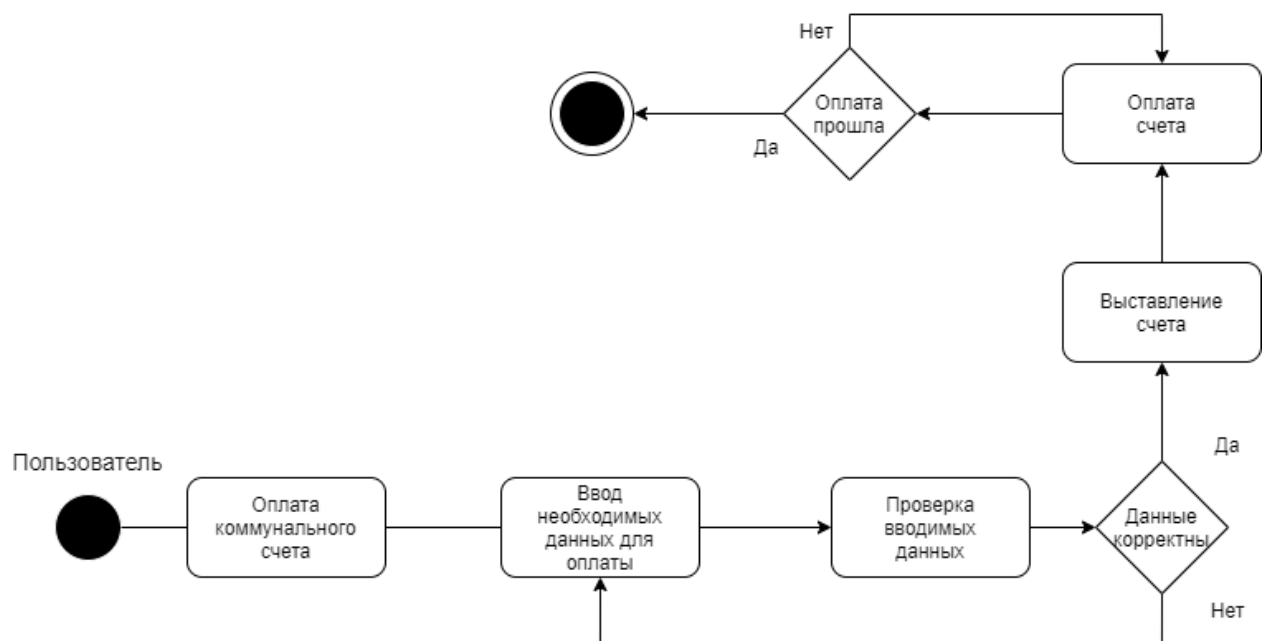 Нет
Оплата
прошла
Да
Оплата
счета
Выставление
счета
Да
Пользователь
Оплата
коммунального
счета
Ввод
необходимых
данных для
оплаты
Проверка
вводимых
данных
Данные
корректны
Нет